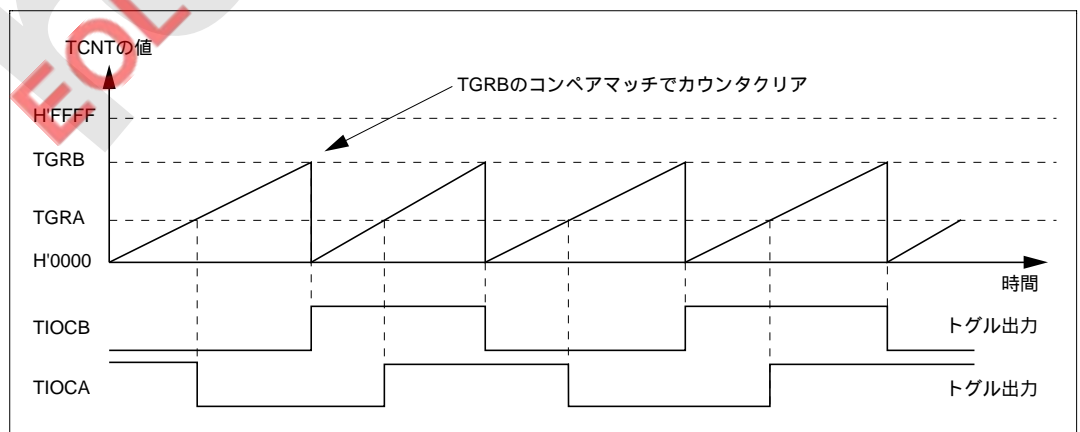 TCNTの値
TGRBのコンペアマッチでカウンタクリア
H'FFFF
TGRB
TGRA
H'0000
時間
TIOCB
トグル出力
TIOCA
トグル出力
EOL